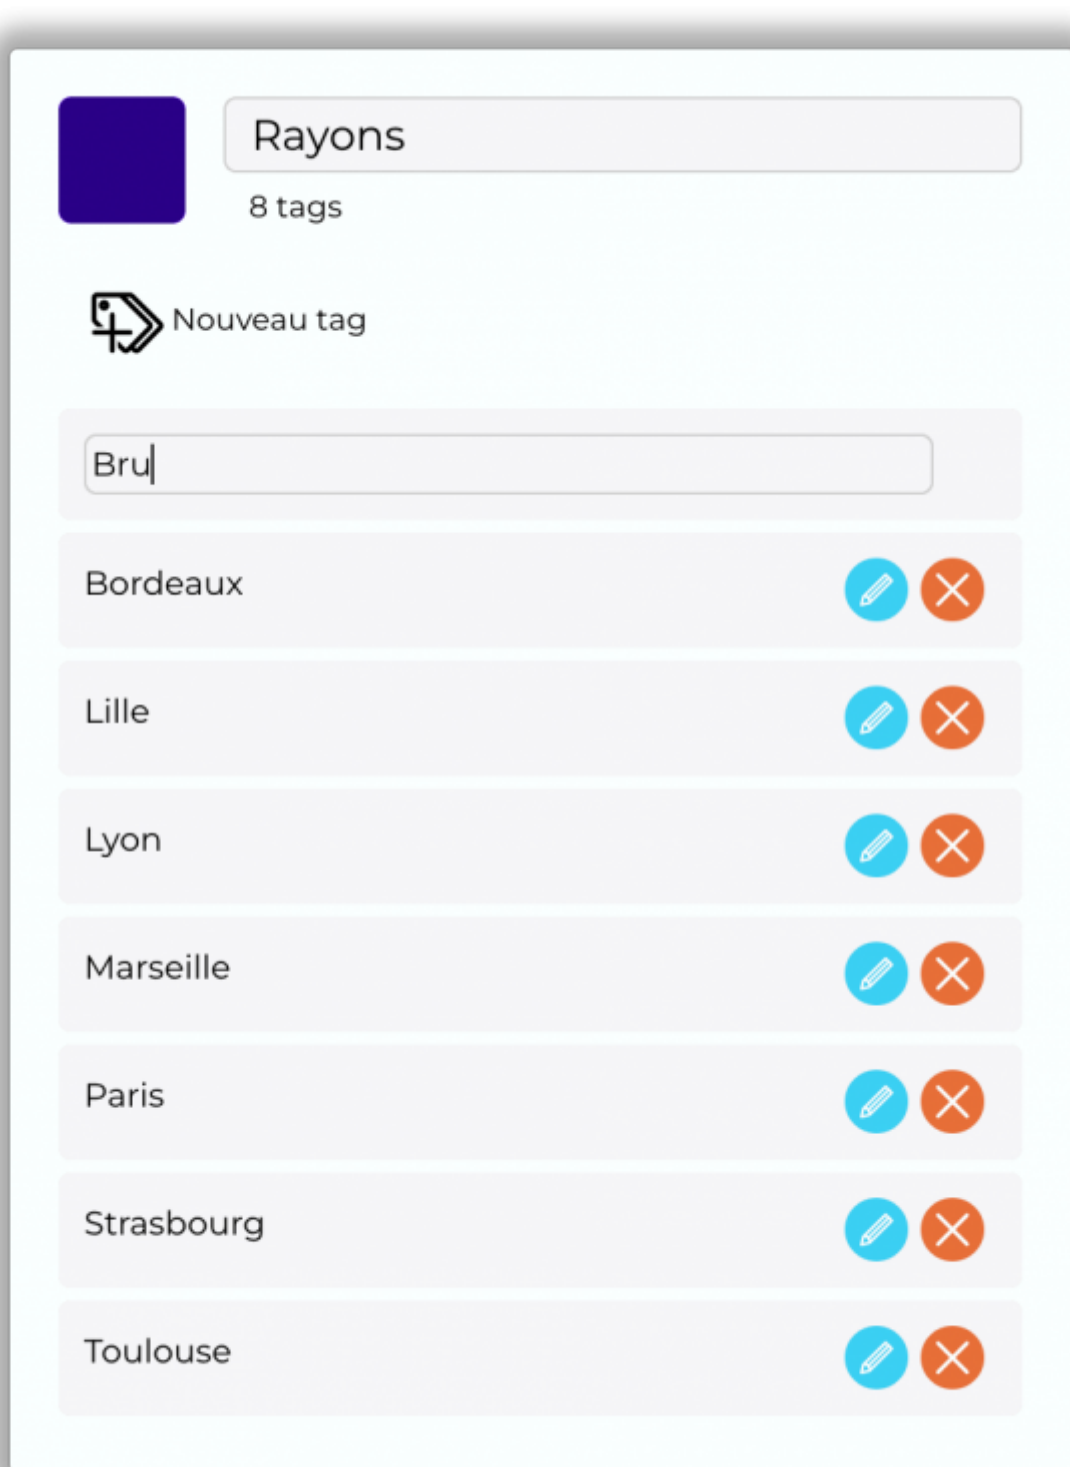 Rayons
8 tags
Nouveau tag
Bru
Bordeaux
Lille
Lyon
Marseille
Paris
Strasbourg
Toulouse